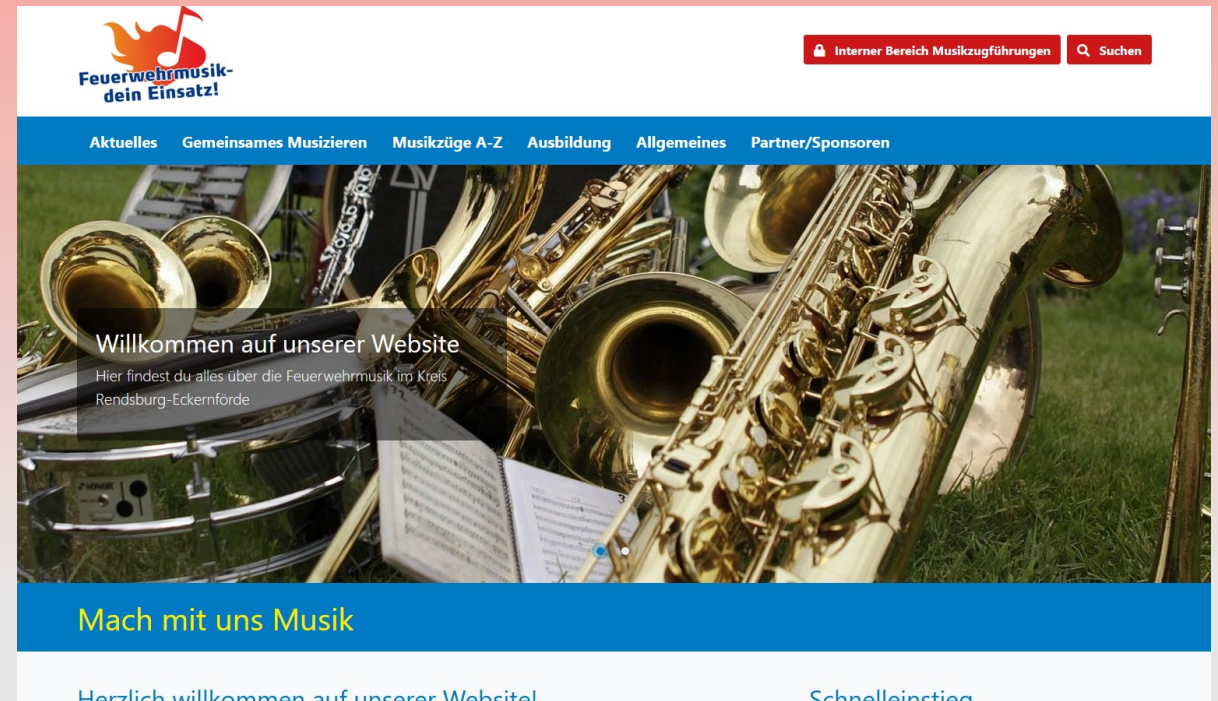 Feuerwehrmusik-
dein Einsatz!
Interner Bereich Musikzugführungen
Suchen
Aktuelles Gemeinsames Musizieren Musikzüge A-Z Ausbildung Allgemeines Partner/Sponsoren
Willkommen auf unserer Website
Hier findest du alles über die Feuerwehrmusik im Kreis
Rendsburg-Eckernförde
SONOR
Mach mit uns Musik
Herzlich willkommen auf unserer Website!
Schnelleinstieg